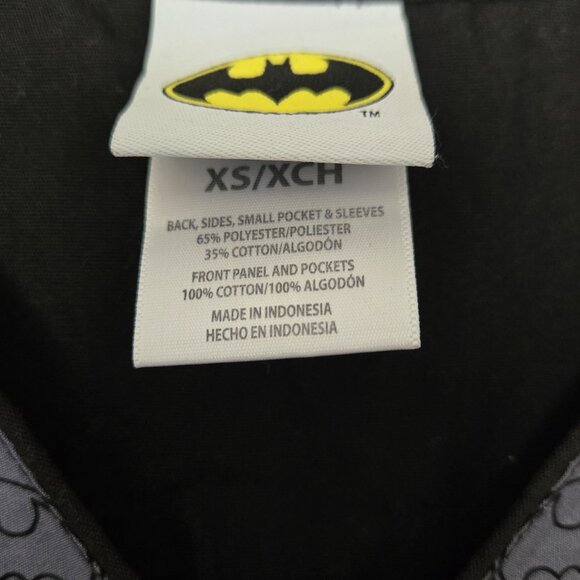 TM
XS/XCH
BACK, SIDES, SMALL POCKET & SLEEVES
65% POLYESTER/POLIESTER
35% COTTON/ALGODÓN
FRONT PANEL AND POCKETS
100% COTTON/100% ALGODÓN
MADE IN INDONESIA
HECHO EN INDONESIA